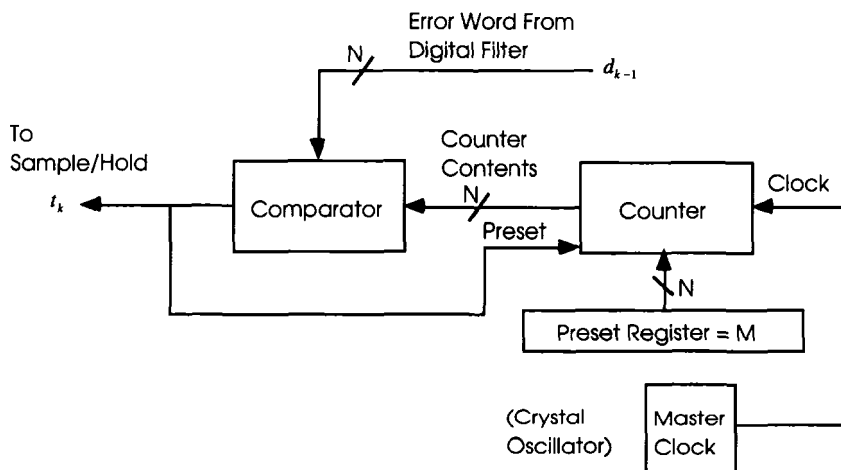 Error Word From
Digital Filter
N
d_{k-1}
To
Sample/Hold
t_k
Comparator
Counter
Contents
N
Preset
Counter
Clock
N
Preset Register = M
(Crystal
Oscillator)
Master
Clock